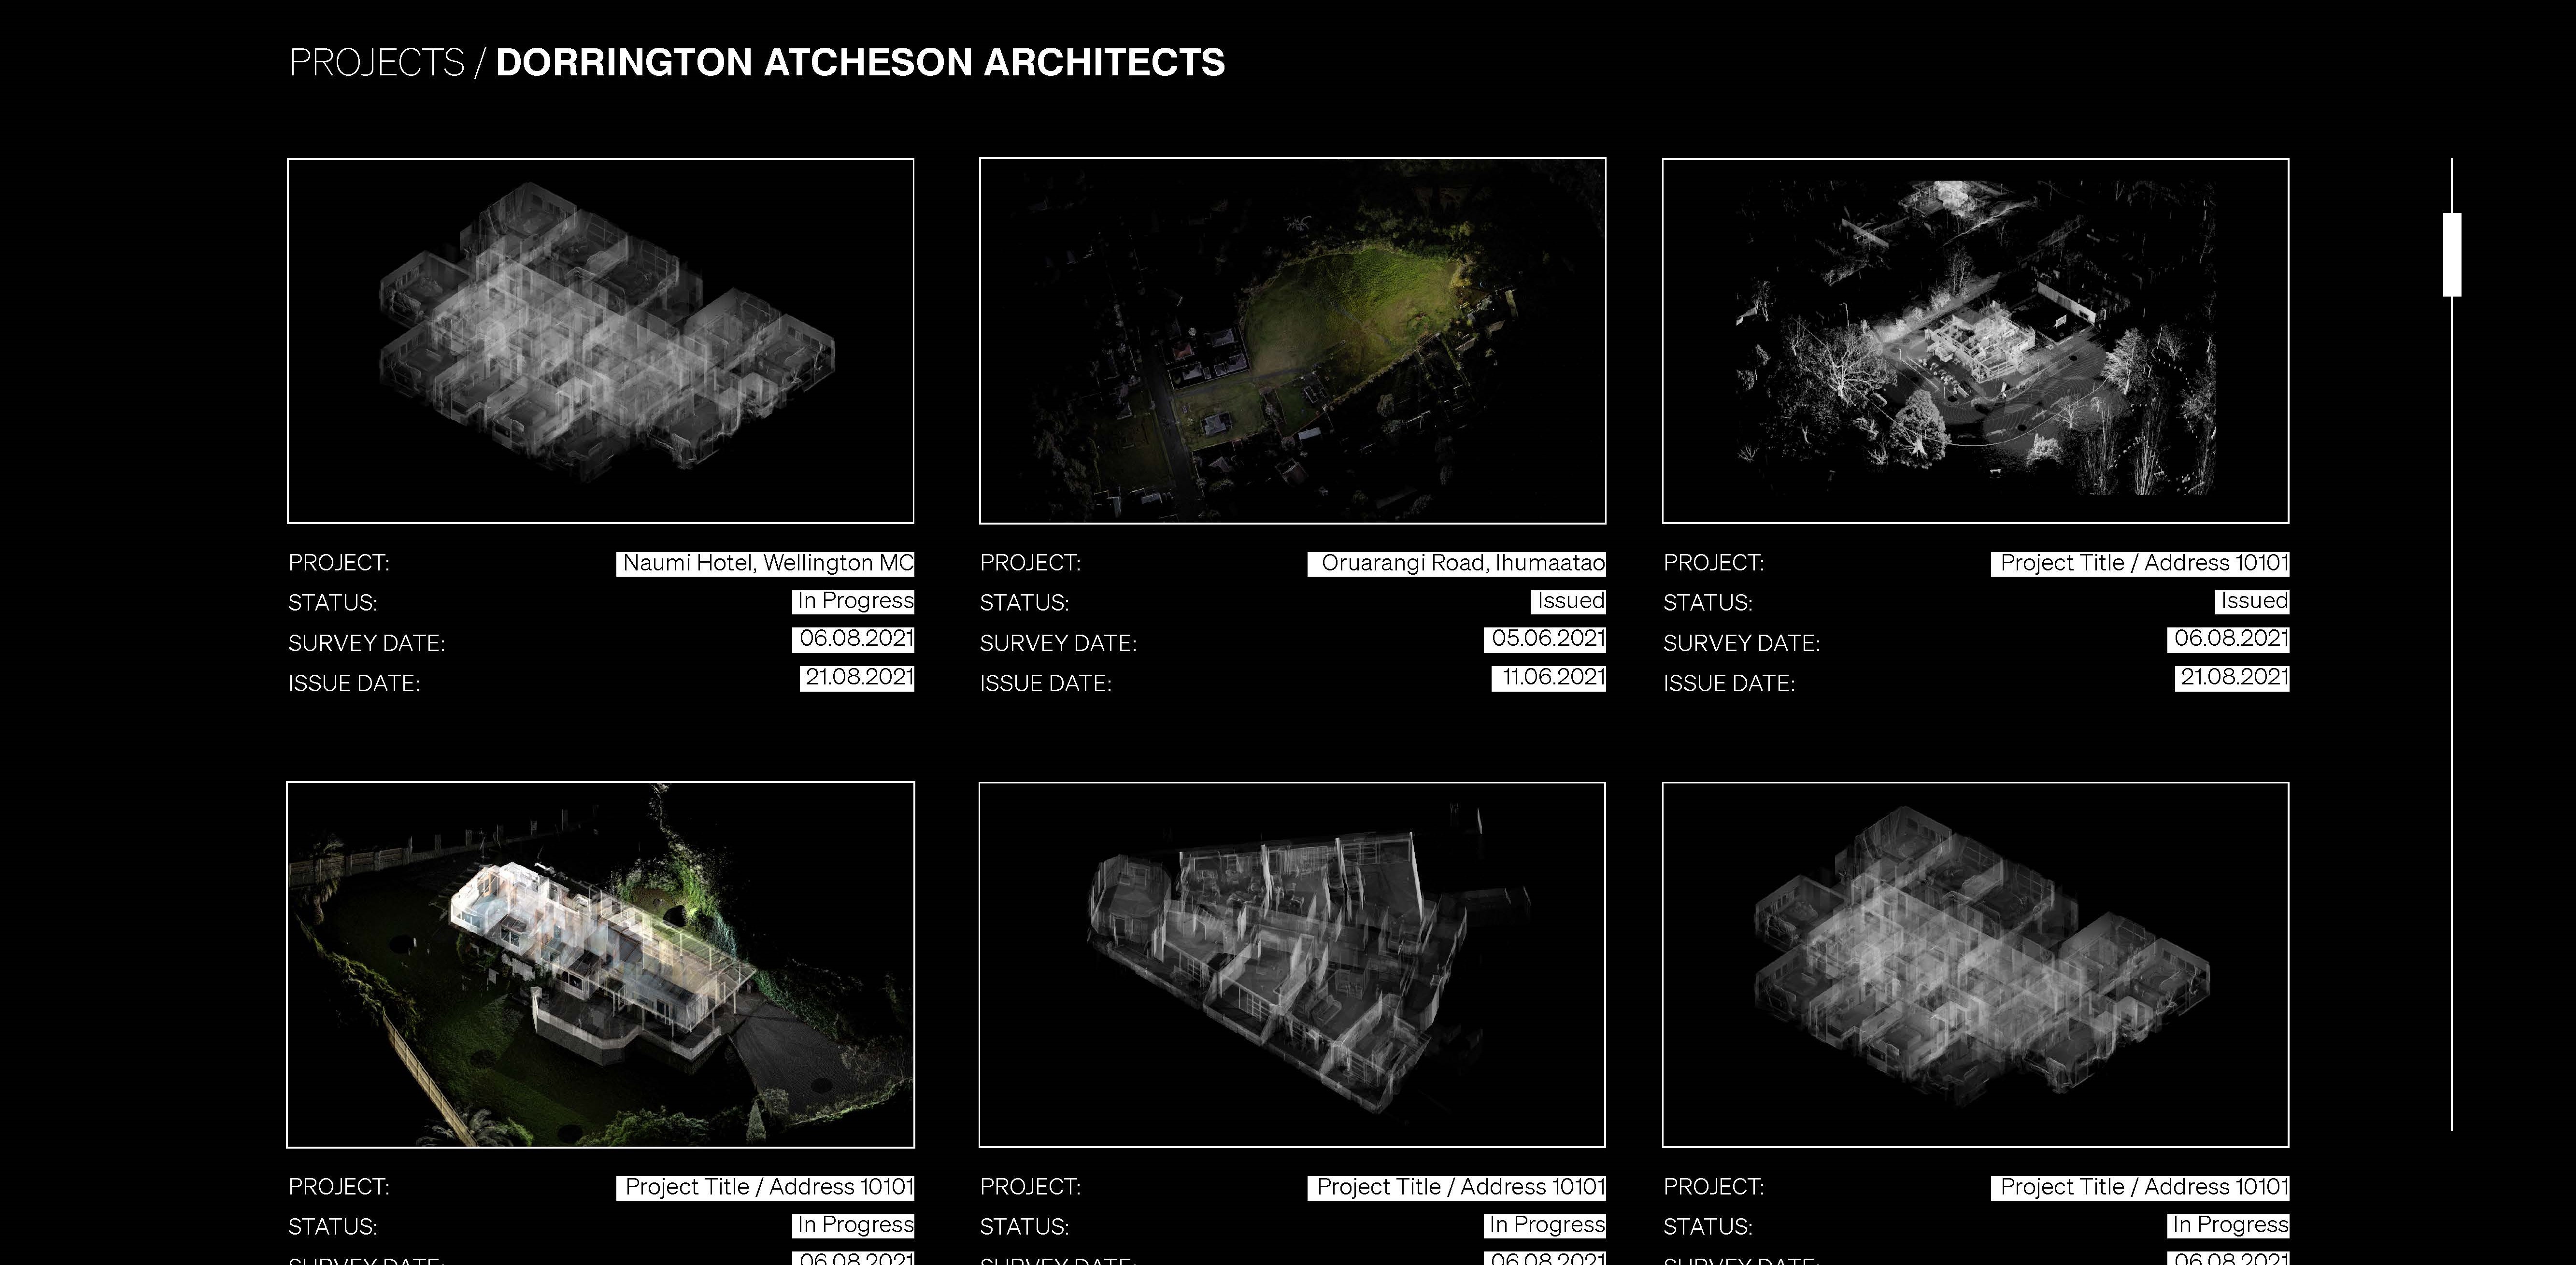 PROJECTS / DORRINGTON ATCHESON ARCHITECTS
PROJECT: Naumi Hotel, Wellington MC
STATUS: In Progress
SURVEY DATE: 06.08.2021
ISSUE DATE: 21.08.2021
PROJECT: Oruarangi Road, Ihumaatao
STATUS: Issued
SURVEY DATE: 05.06.2021
ISSUE DATE: 11.06.2021
PROJECT: Project Title / Address 10101
STATUS: Issued
SURVEY DATE: 06.08.2021
ISSUE DATE: 21.08.2021
PROJECT: Project Title / Address 10101
STATUS: In Progress
SURVEY DATE: 06.08.2021
PROJECT: Project Title / Address 10101
STATUS: In Progress
SURVEY DATE: 06.08.2021
PROJECT: Project Title / Address 10101
STATUS: In Progress
SURVEY DATE: 06.08.2021